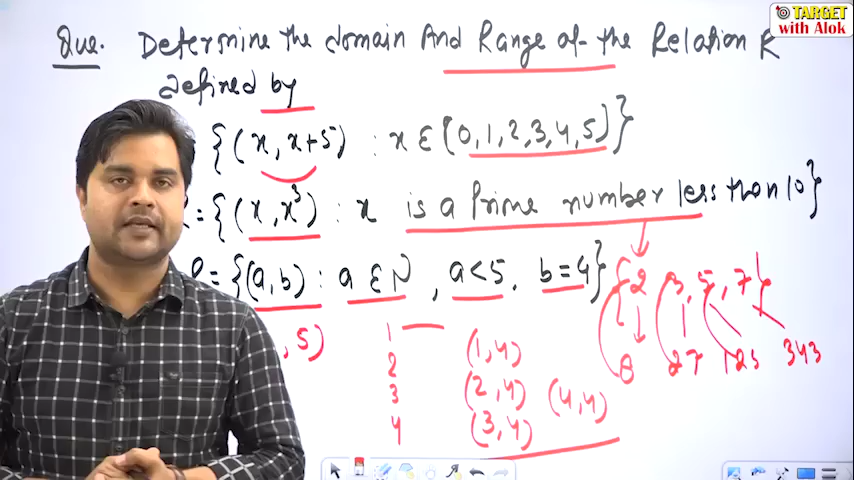 TARGET
with Alok
Que. Determine the domain And Range of the Relation R
defined by
= {(x, x+5) : x ε (0,1,2,3,4,5)}
R = {(x, x³) : x is a Prime number less than 10}
R = {(a, b) : a ε N, a < 5, b = 4}
{2, 3, 5, 7}
8 27 125 343
, 5)
1 (1,4)
2 (2,4) (4,4)
3 (3,4)
4